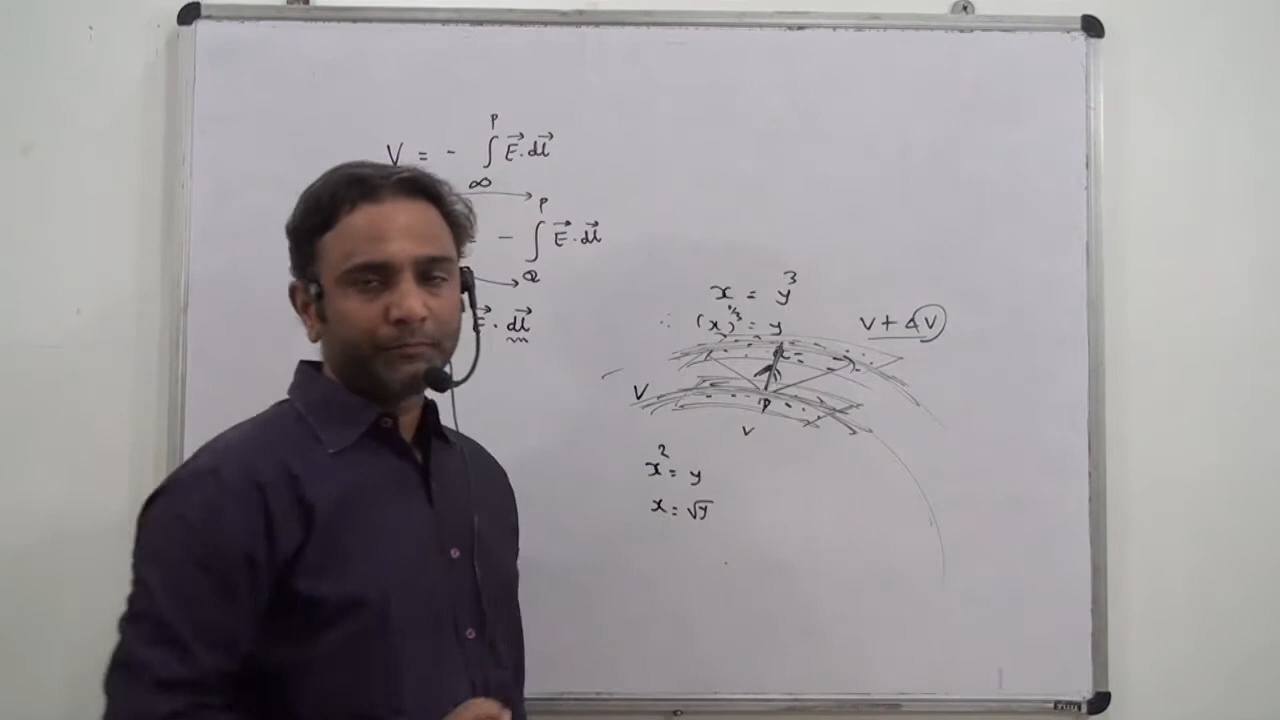 P
V = - ∫ E⃗. dl⃗
∞
P
= - ∫ E⃗. dl⃗
Q
E⃗. dl⃗
x = y³
∴ (x)^1/3 = y
V + ΔV
V
P
V
x² = y
x = √y